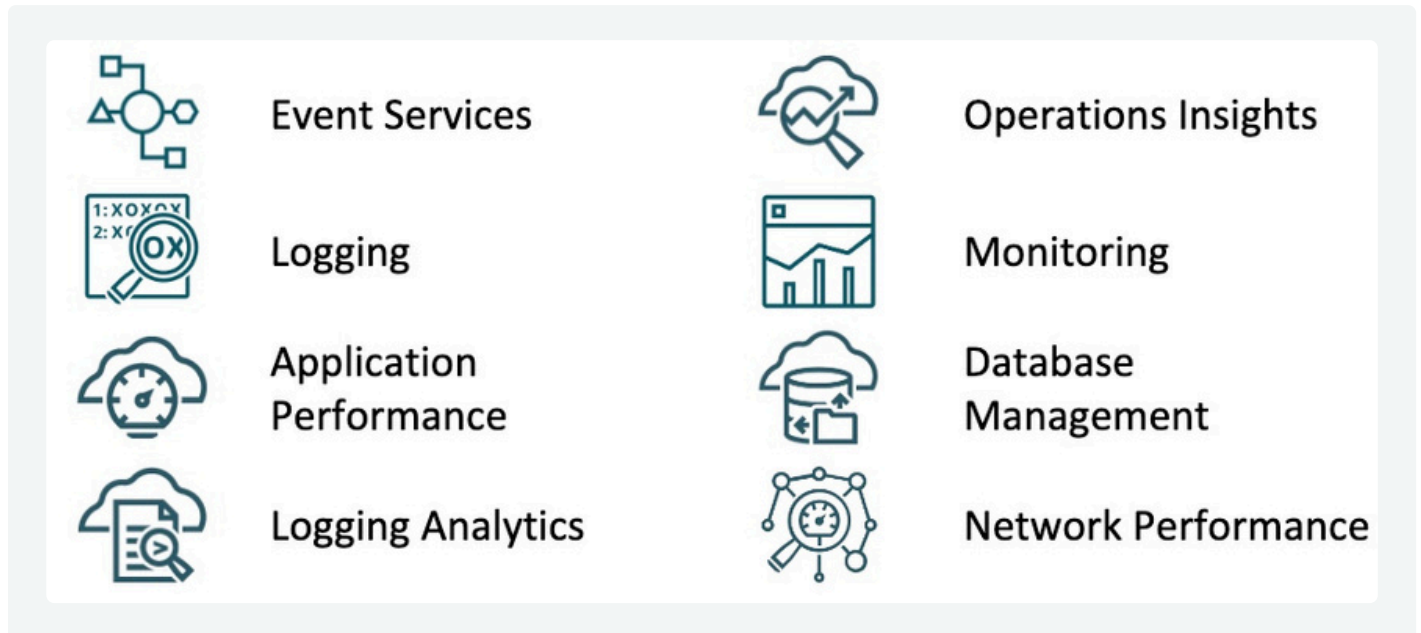 Event Services
Operations Insights
1:XOXOX
2:X
OX
Logging
Monitoring
Application
Performance
Database
Management
Logging Analytics
Network Performance